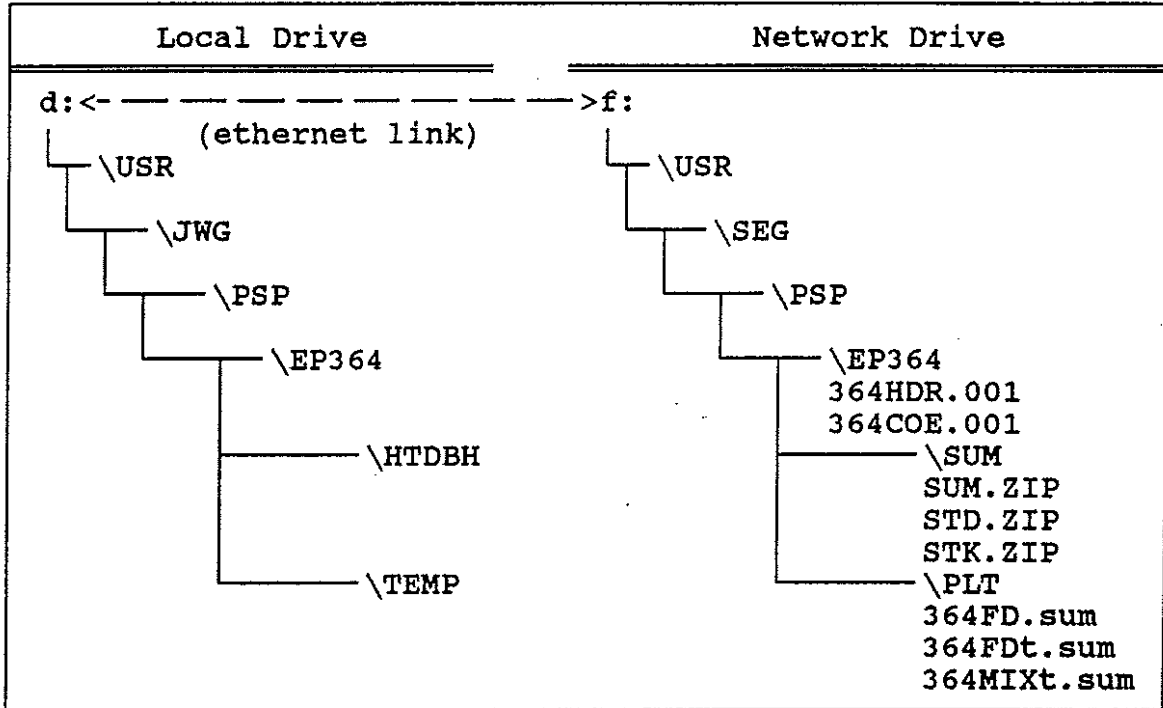 Local Drive Network Drive
d:<- — — — — — — — — — —>f:
(ethernet link)
\USR \USR
\JWG \SEG
\PSP \PSP
\EP364 \EP364
364HDR.001
364COE.001
\HTDBH \SUM
SUM.ZIP
STD.ZIP
STK.ZIP
\TEMP \PLT
364FD.sum
364FDt.sum
364MIXt.sum